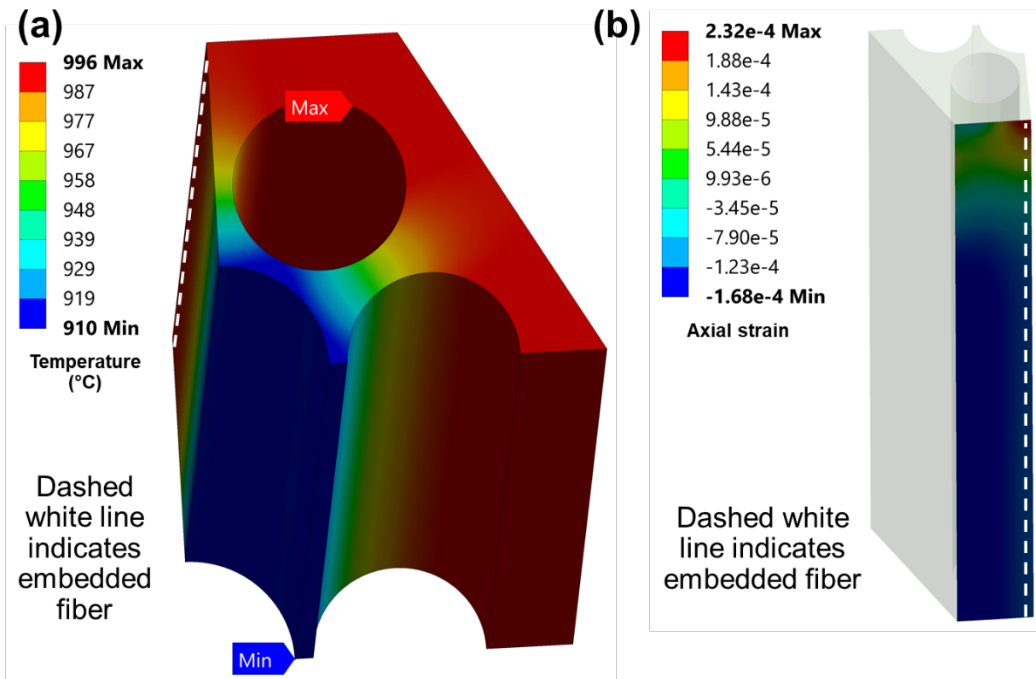 (a)
996 Max
987
977
967
958
948
939
929
919
910 Min
Temperature
(°C)
Max
Min
Dashed
white line
indicates
embedded
fiber
(b)
2.32e-4 Max
1.88e-4
1.43e-4
9.88e-5
5.44e-5
9.93e-6
-3.45e-5
-7.90e-5
-1.23e-4
-1.68e-4 Min
Axial strain
Dashed white
line indicates
embedded fiber